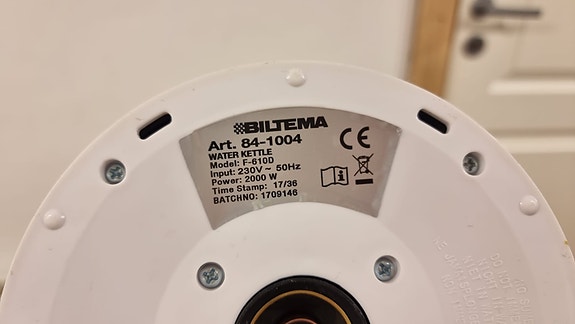 BILTEMA
Art. 84-1004
WATER KETTLE
Model: F-610D
Input: 230V ~ 50Hz
Power: 2000 W
Time Stamp: 17/36
BATCHNO: 1709146
CE